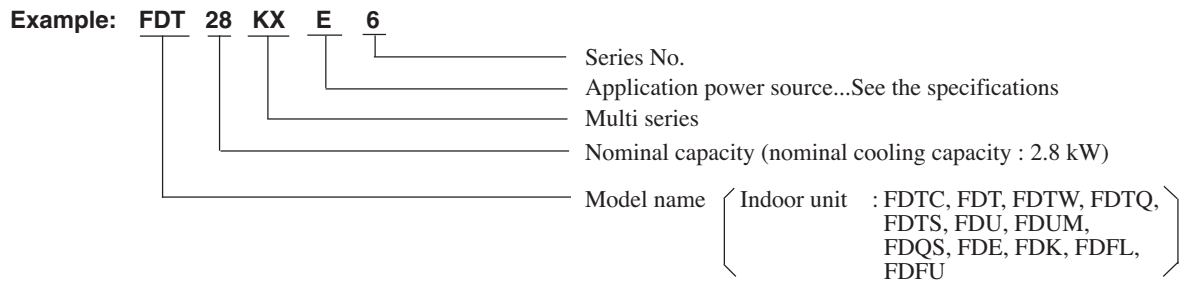 Example: FDT 28 KX E 6
Series No.
Application power source...See the specifications
Multi series
Nominal capacity (nominal cooling capacity : 2.8 kW)
Model name ( Indoor unit : FDTC, FDT, FDTW, FDTQ,
FDTS, FDU, FDUM,
FDQS, FDE, FDK, FDFL,
FDFU )